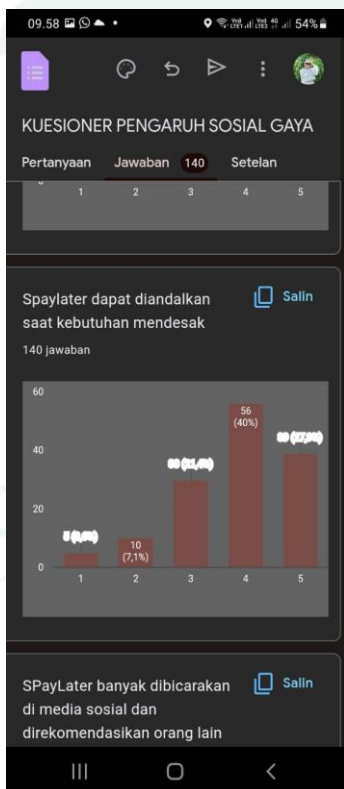 09.58 54%
KUESIONER PENGARUH SOSIAL GAYA
Pertanyaan Jawaban 140 Setelan
1 2 3 4 5
Spaylater dapat diandalkan Salin
saat kebutuhan mendesak
140 jawaban
60
56
(40%)
40
20
10
(7,1%)
0
1 2 3 4 5
SPayLater banyak dibicarakan Salin
di media sosial dan
direkomendasikan orang lain